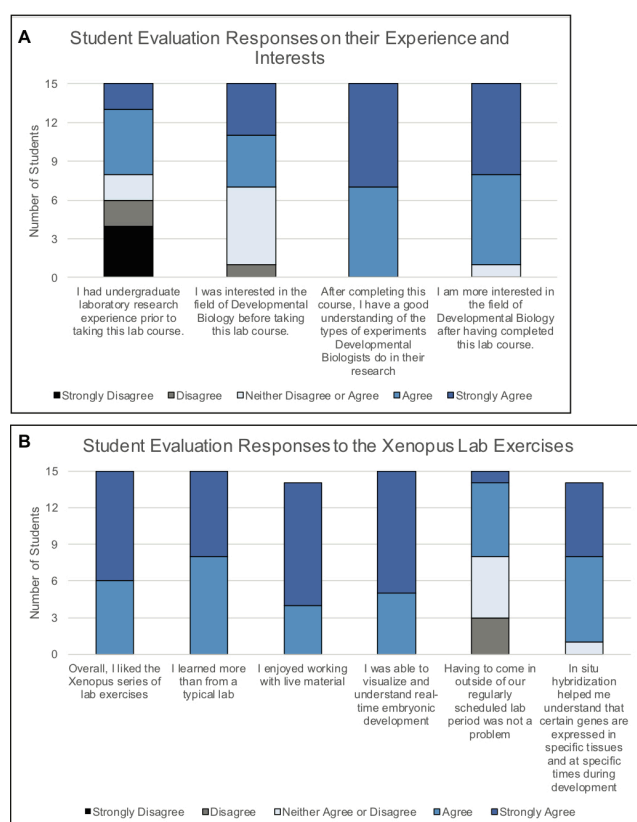 A
Student Evaluation Responses on their Experience and
Interests
Number of Students
15
12
9
6
3
0
I had undergraduate
laboratory research
experience prior to
taking this lab course.
I was interested in the
field of Developmental
Biology before taking
this lab course.
After completing this
course, I have a good
understanding of the
types of experiments
Developmental
Biologists do in their
research
I am more interested in
the field of
Developmental Biology
after having completed
this lab course.
Strongly Disagree
Disagree
Neither Disagree or Agree
Agree
Strongly Agree
B
Student Evaluation Responses to the Xenopus Lab Exercises
Number of Students
15
12
9
6
3
0
Overall, I liked the
Xenopus series of
lab exercises
I learned more
than from a
typical lab
I enjoyed working
with live material
I was able to
visualize and
understand real-
time embryonic
development
Having to come in
outside of our
regularly
scheduled lab
period was not a
problem
In situ
hybridization
helped me
understand that
certain genes are
expressed in
specific tissues
and at specific
times during
development
Strongly Disagree
Disagree
Neither Agree or Disagree
Agree
Strongly Agree